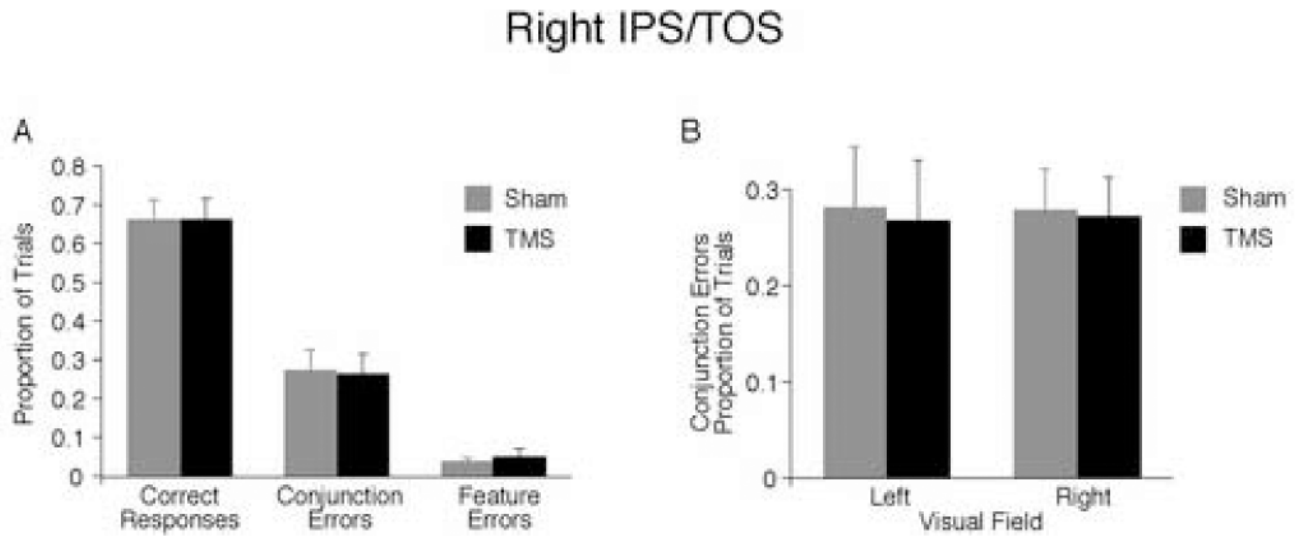 Right IPS/TOS
A
Proportion of Trials
0.8
0.7
0.6
0.5
0.4
0.3
0.2
0.1
0
Sham
TMS
Correct
Responses
Conjunction
Errors
Feature
Errors
B
Conjunction Errors
Proportion of Trials
0.3
0.2
0.1
0
Sham
TMS
Left
Right
Visual Field